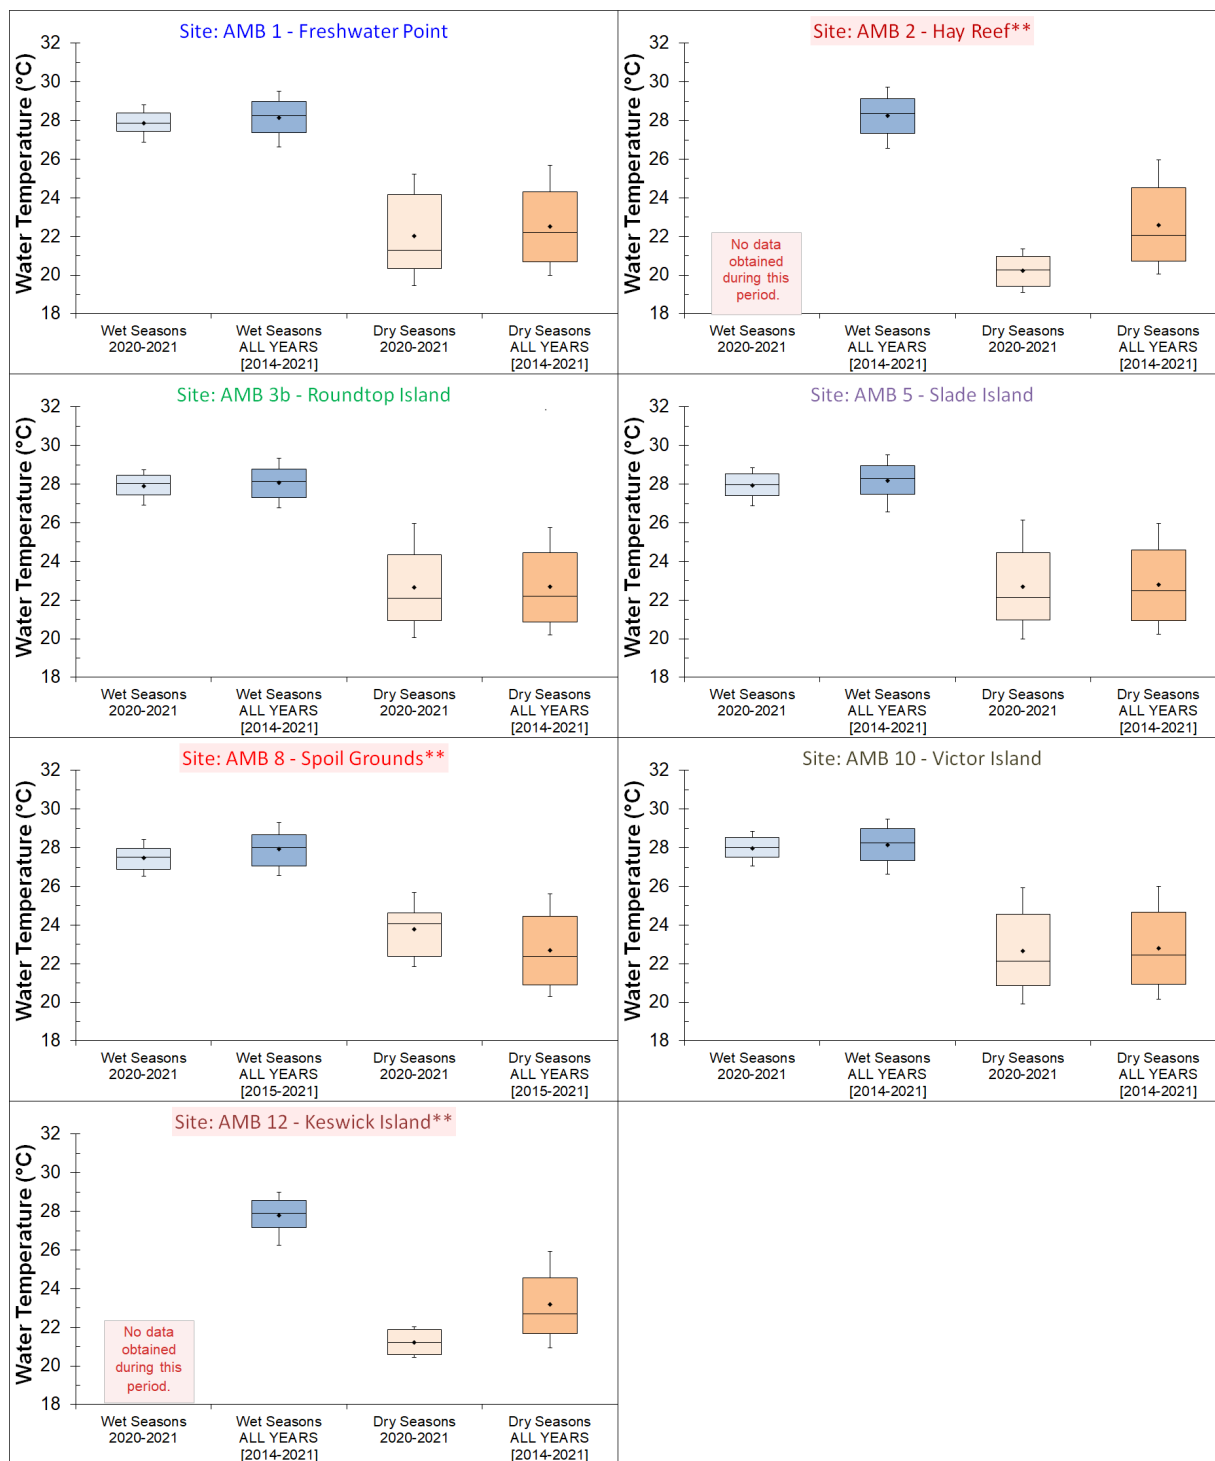 Site: AMB 1 - Freshwater Point
Water Temperature (°C)
32
30
28
26
24
22
20
18
Wet Seasons
2020-2021
Wet Seasons
ALL YEARS
[2014-2021]
Dry Seasons
2020-2021
Dry Seasons
ALL YEARS
[2014-2021]
Site: AMB 2 - Hay Reef**
Water Temperature (°C)
32
30
28
26
24
22
20
18
No data
obtained
during this
period.
Wet Seasons
2020-2021
Wet Seasons
ALL YEARS
[2014-2021]
Dry Seasons
2020-2021
Dry Seasons
ALL YEARS
[2014-2021]
Site: AMB 3b - Roundtop Island
Water Temperature (°C)
32
30
28
26
24
22
20
18
Wet Seasons
2020-2021
Wet Seasons
ALL YEARS
[2014-2021]
Dry Seasons
2020-2021
Dry Seasons
ALL YEARS
[2014-2021]
Site: AMB 5 - Slade Island
Water Temperature (°C)
32
30
28
26
24
22
20
18
Wet Seasons
2020-2021
Wet Seasons
ALL YEARS
[2014-2021]
Dry Seasons
2020-2021
Dry Seasons
ALL YEARS
[2014-2021]
Site: AMB 8 - Spoil Grounds**
Water Temperature (°C)
32
30
28
26
24
22
20
18
Wet Seasons
2020-2021
Wet Seasons
ALL YEARS
[2015-2021]
Dry Seasons
2020-2021
Dry Seasons
ALL YEARS
[2015-2021]
Site: AMB 10 - Victor Island
Water Temperature (°C)
32
30
28
26
24
22
20
18
Wet Seasons
2020-2021
Wet Seasons
ALL YEARS
[2014-2021]
Dry Seasons
2020-2021
Dry Seasons
ALL YEARS
[2014-2021]
Site: AMB 12 - Keswick Island**
Water Temperature (°C)
32
30
28
26
24
22
20
18
No data
obtained
during this
period.
Wet Seasons
2020-2021
Wet Seasons
ALL YEARS
[2014-2021]
Dry Seasons
2020-2021
Dry Seasons
ALL YEARS
[2014-2021]